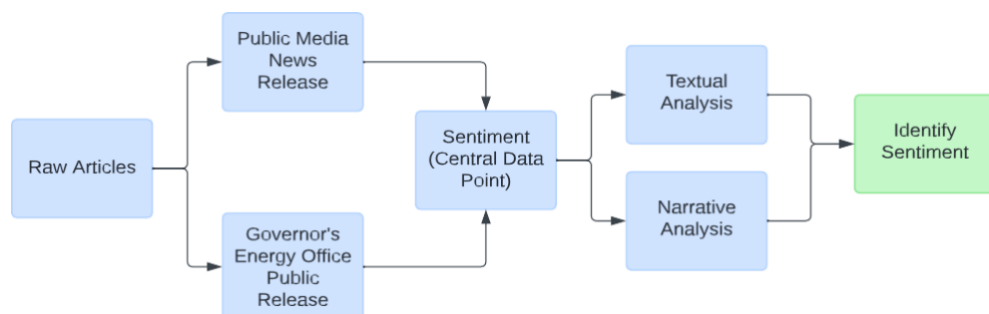 Raw Articles
Public Media
News
Release
Governor's
Energy Office
Public
Release
Sentiment
(Central Data
Point)
Textual
Analysis
Narrative
Analysis
Identify
Sentiment